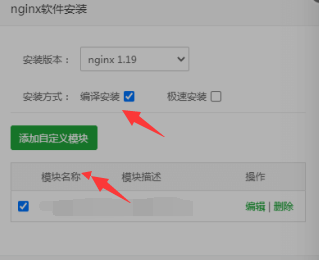 nginx软件安装
安装版本： nginx 1.19
安装方式： 编译安装 极速安装
添加自定义模块
模块名称 模块描述 操作
编辑 | 删除